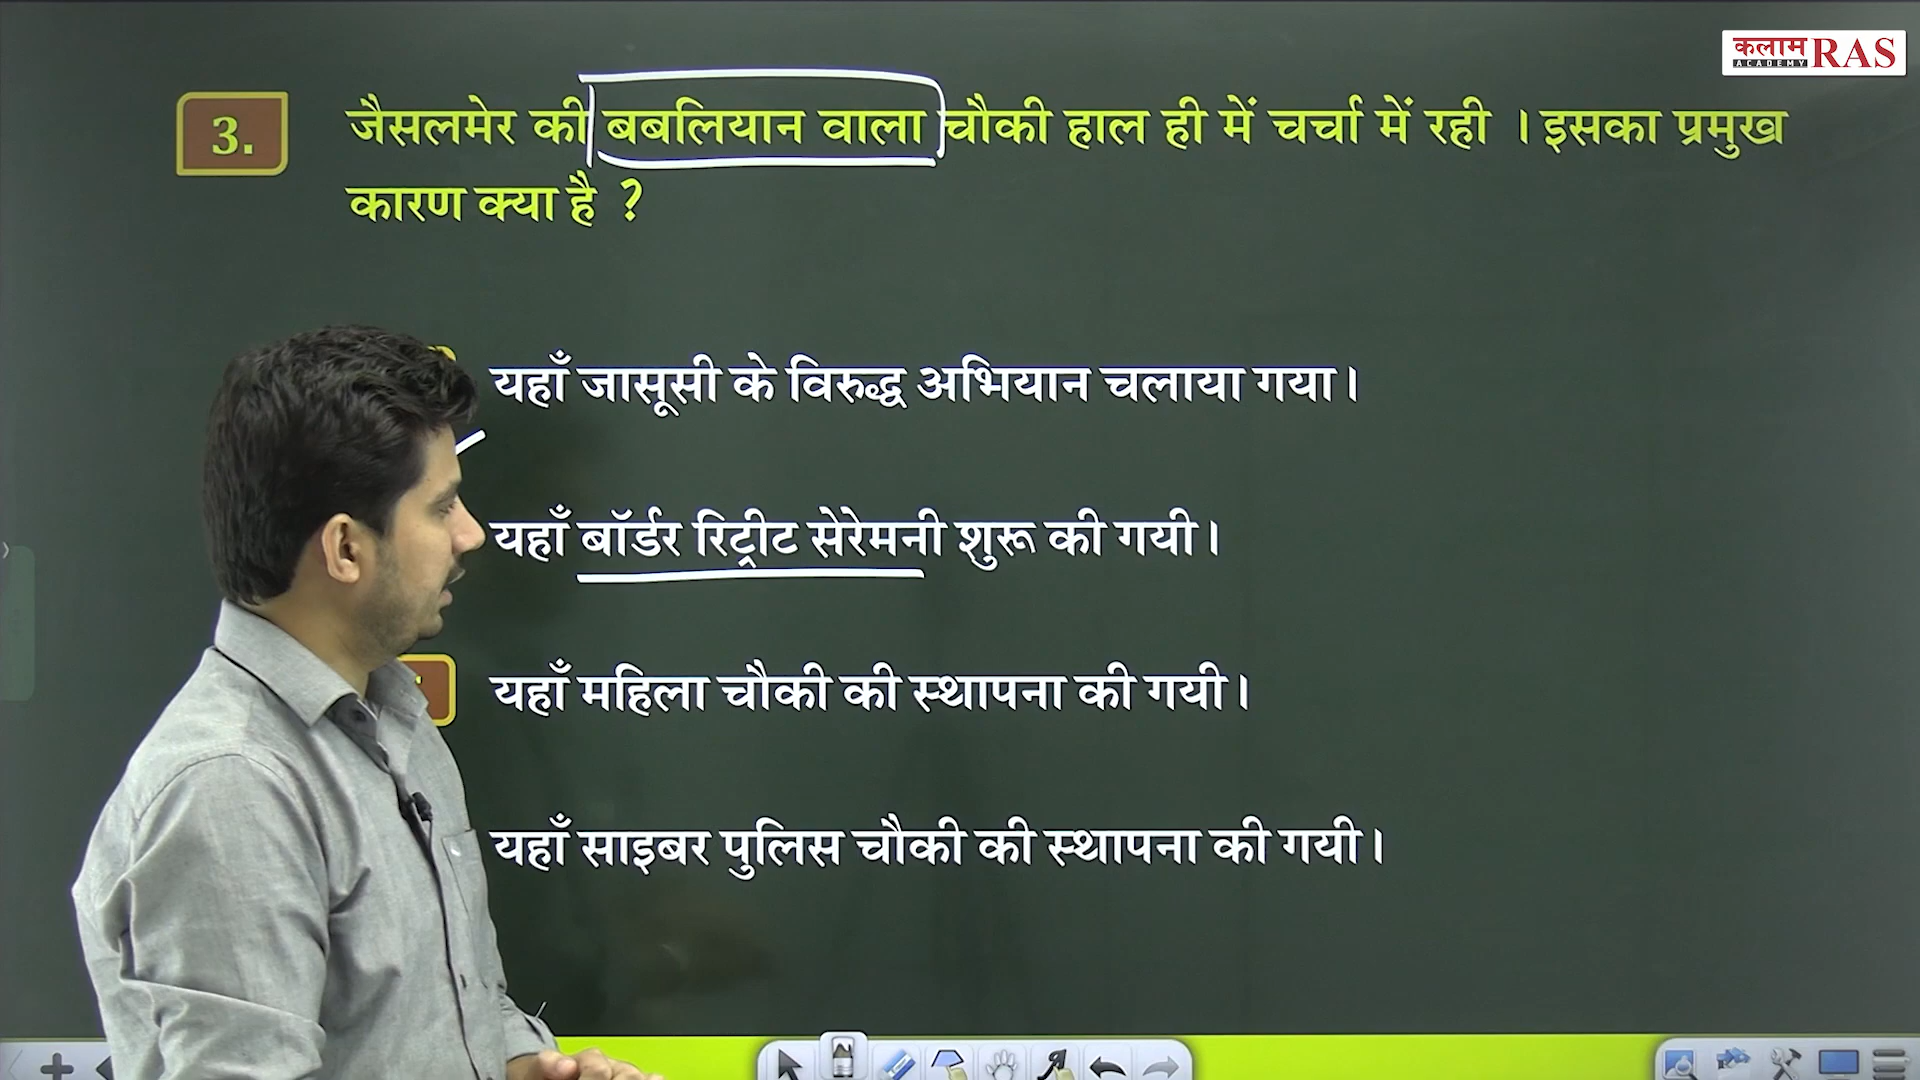 कलाम RAS
ACADEMY
3. जैसलमेर की बबलियान वाला चौकी हाल ही में चर्चा में रही । इसका प्रमुख
कारण क्या है ?
यहाँ जासूसी के विरुद्ध अभियान चलाया गया।
यहाँ बॉर्डर रिट्रीट सेरेमनी शुरू की गयी।
यहाँ महिला चौकी की स्थापना की गयी।
यहाँ साइबर पुलिस चौकी की स्थापना की गयी।